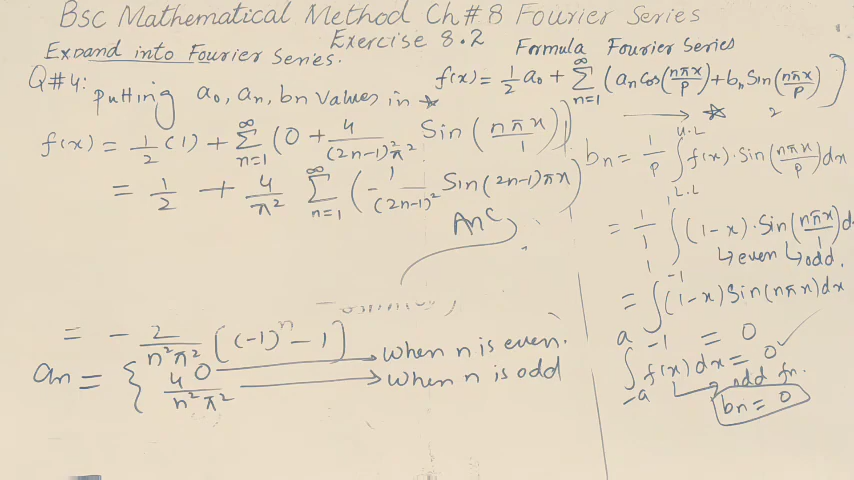 Bsc Mathematical Method Ch#8 Fourier Series
Exercise 8.2
Expand into Fourier Series.
Formula Fourier Series
Q#4: putting a₀, an, bn values in ☆
f(x) = 1/2 a₀ + Σ_{n=1}^{∞} (an Cos(nπx/p) + bn Sin(nπx/p))
→ ☆ 2
f(x) = 1/2 (1) + Σ_{n=1}^{∞} (0 + 4/((2n-1)²π²) Sin(nπx/1))
= 1/2 + 4/π² Σ_{n=1}^{∞} (1/(2n-1)² Sin(2n-1)πx)
Ans
= - 2/(n²π²) [(-1)ⁿ - 1]
an = { 0 → when n is even.
4/(n²π²) → when n is odd
bn = 1/p ∫_{L.L}^{U.L} f(x)·Sin(nπx/p)dx
= 1/1 ∫ (1-x)·Sin(nπx/1)d
↳even ↳odd.
= ∫_{-1}^{1} (1-x)Sin(nπx)dx
= 0
∫_{-a}^{a} f(x)dx = 0 ✓
↳ odd fn.
bn = 0